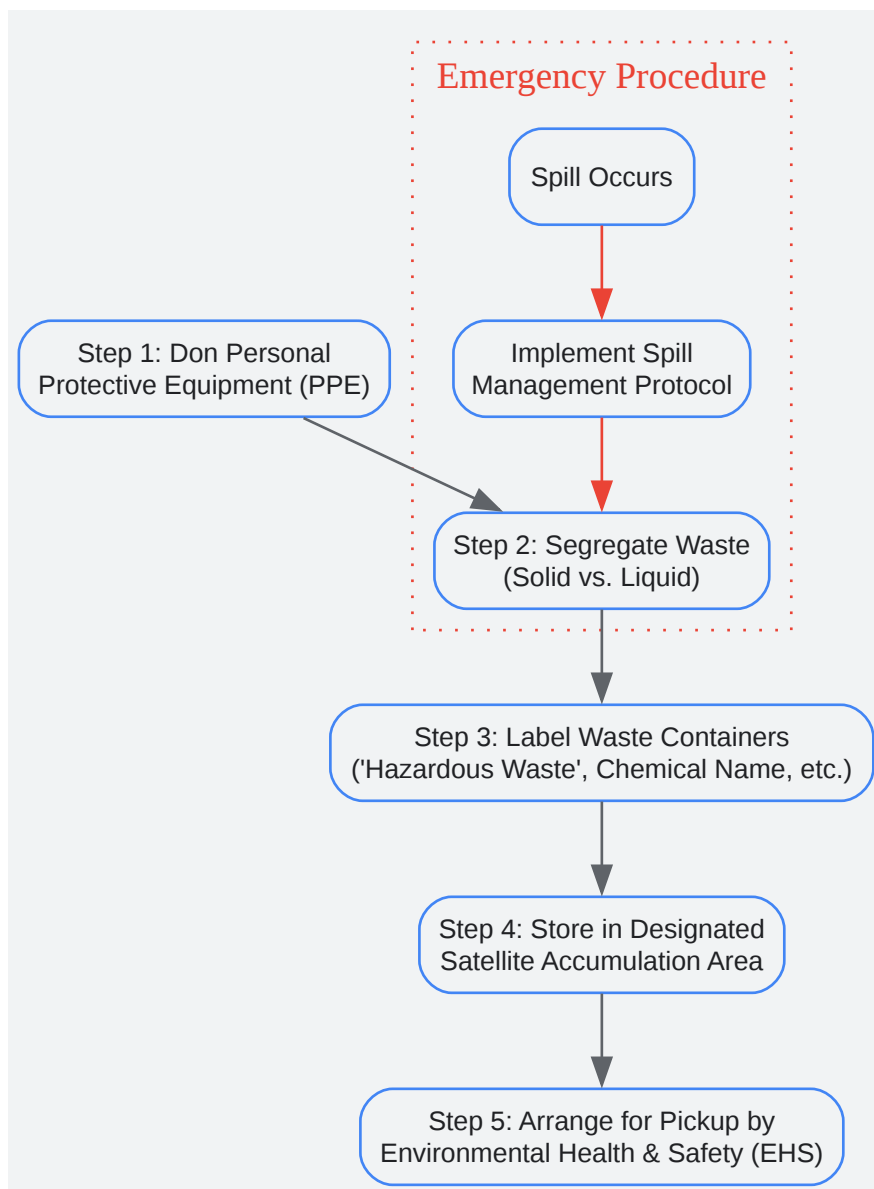 Emergency Procedure
Spill Occurs
Step 1: Don Personal
Protective Equipment (PPE)
Implement Spill
Management Protocol
Step 2: Segregate Waste
(Solid vs. Liquid)
Step 3: Label Waste Containers
('Hazardous Waste', Chemical Name, etc.)
Step 4: Store in Designated
Satellite Accumulation Area
Step 5: Arrange for Pickup by
Environmental Health & Safety (EHS)